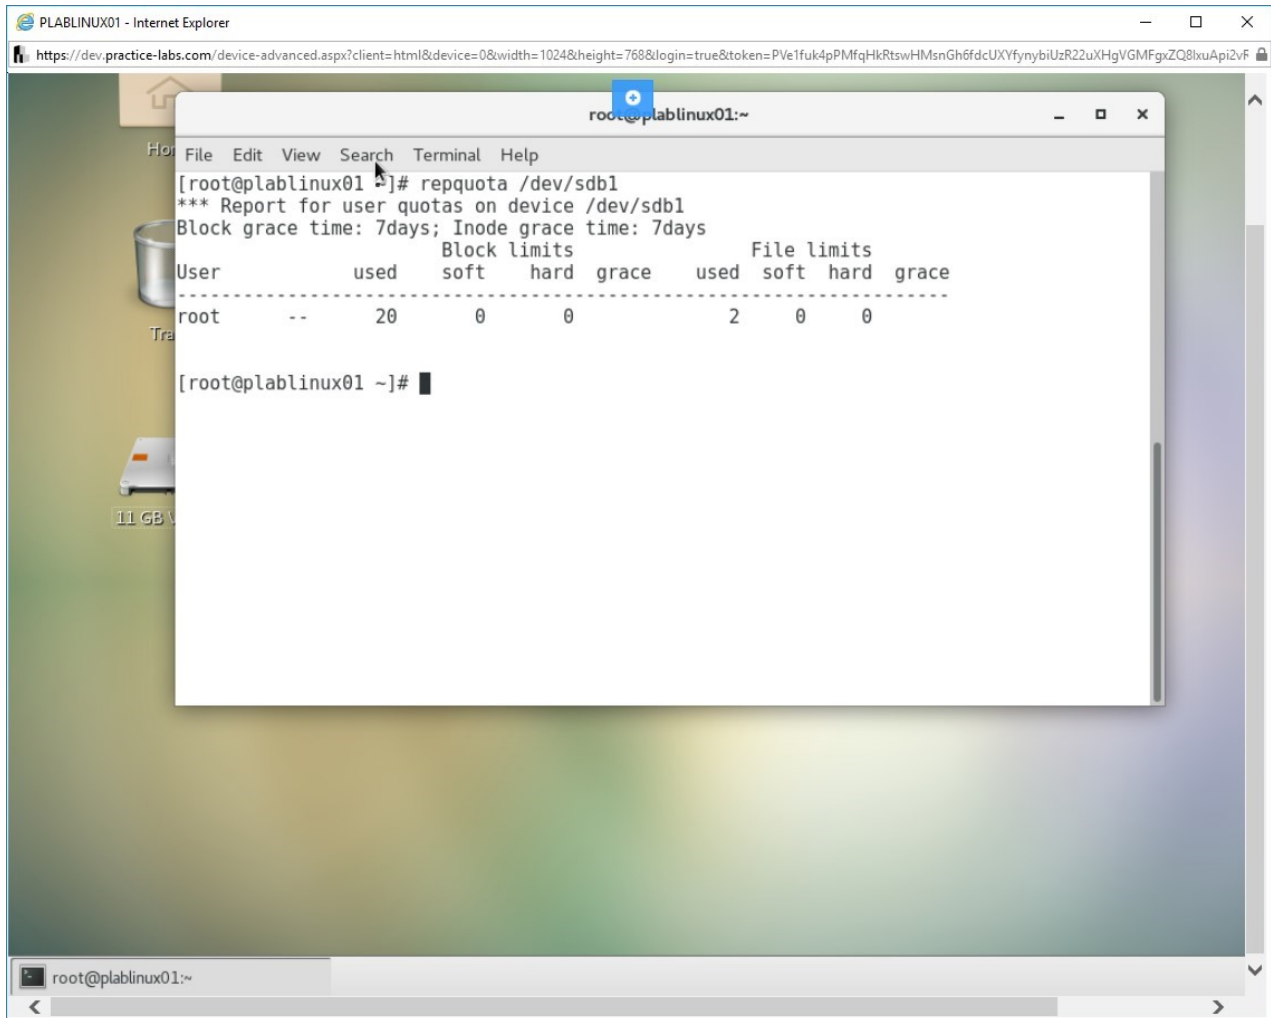 PLABLINUX01 - Internet Explorer
https://dev.practice-labs.com/device-advanced.aspx?client=html&device=0&width=1024&height=768&login=true&token=
root@plablinux01:~
File Edit View Search Terminal Help
[root@plablinux01 ~]# repquota /dev/sdb1
*** Report for user quotas on device /dev/sdb1
Block grace time: 7days; Inode grace time: 7days
Block limits File limits
User used soft hard grace used soft hard grace
----------------------------------------------------------------------
root -- 20 0 0 2 0 0
[root@plablinux01 ~]#
11 GB
root@plablinux01:~